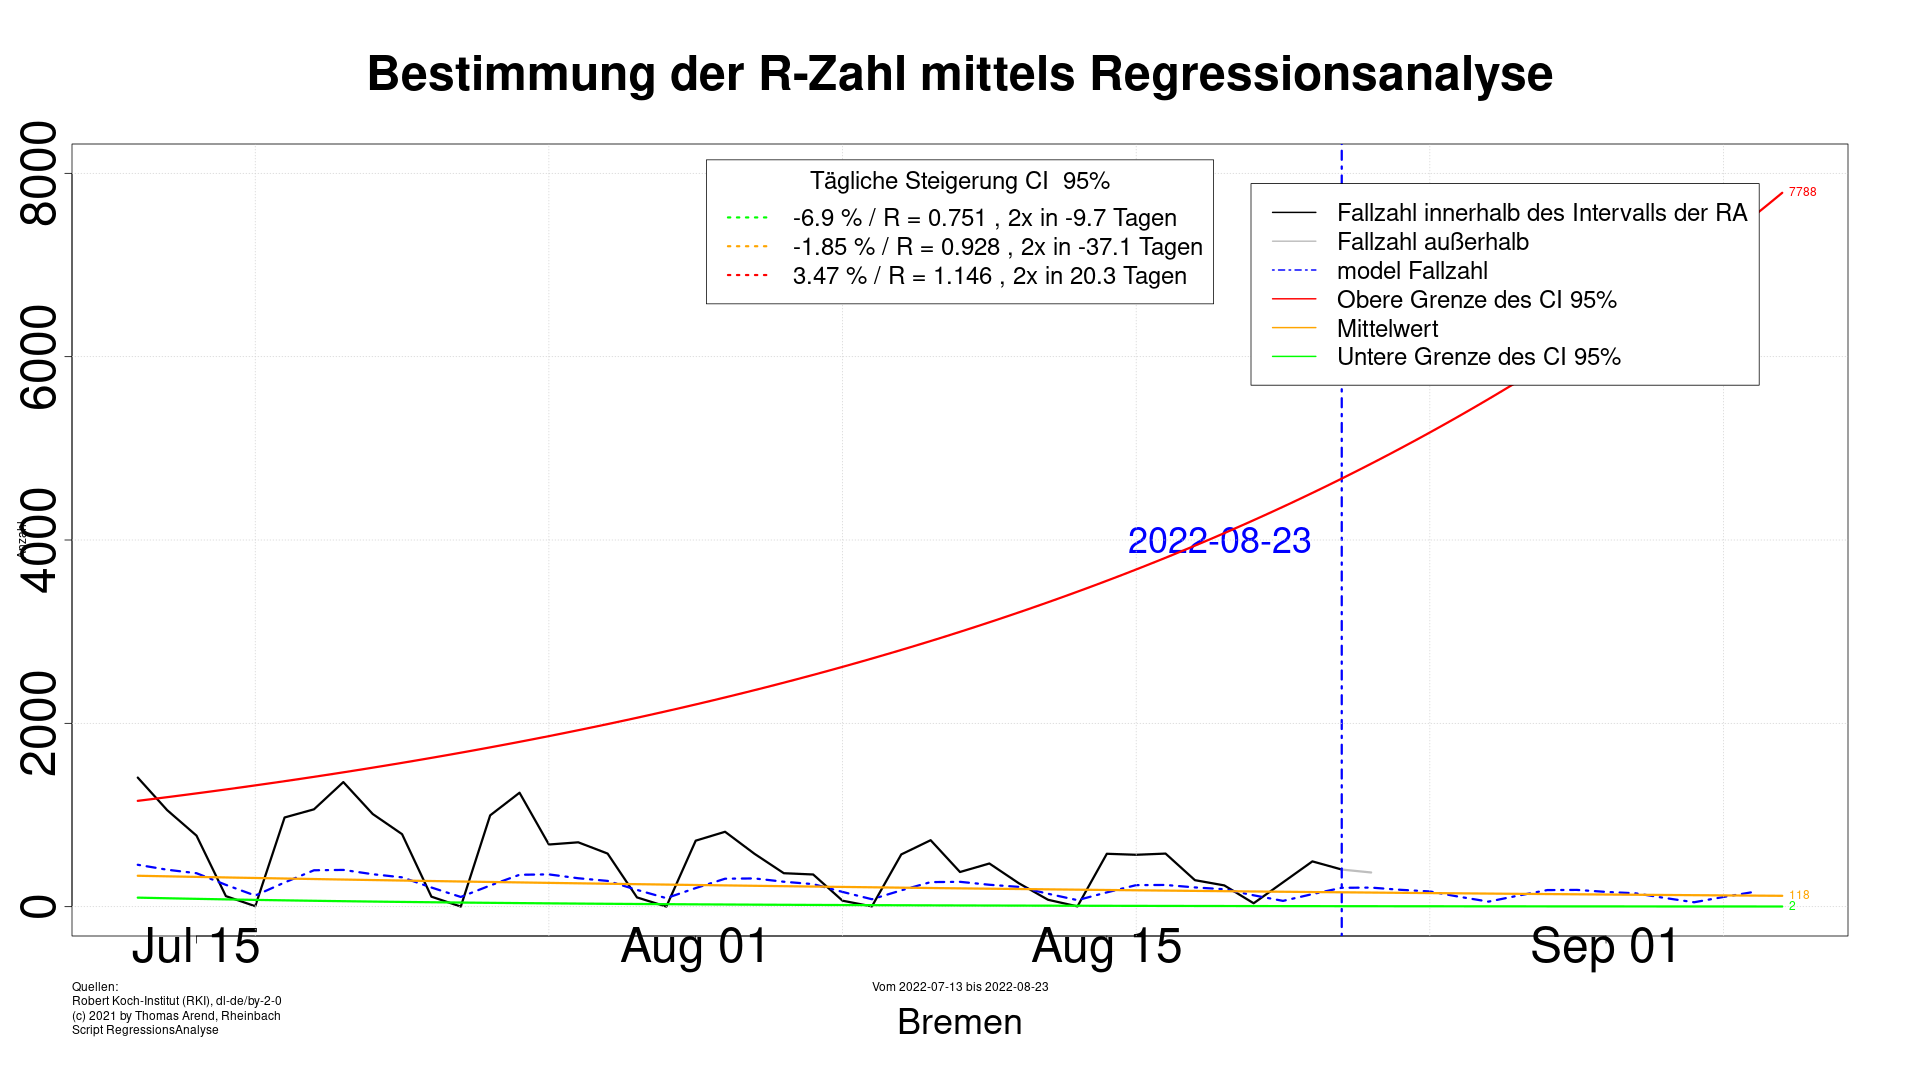 Bestimmung der R-Zahl mittels Regressionsanalyse
Anzahl
8000
6000
4000
2000
0
Tägliche Steigerung CI  95%
-6.9 % / R = 0.751 , 2x in -9.7 Tagen
-1.85 % / R = 0.928 , 2x in -37.1 Tagen
3.47 % / R = 1.146 , 2x in 20.3 Tagen
Fallzahl innerhalb des Intervalls der RA
Fallzahl außerhalb
model Fallzahl
Obere Grenze des CI 95%
Mittelwert
Untere Grenze des CI 95%
7788
2022-08-23
118
2
Jul 15
Aug 01
Aug 15
Sep 01
Quellen:
Robert Koch-Institut (RKI), dl-de/by-2-0
(c) 2021 by Thomas Arend, Rheinbach
Script RegressionsAnalyse
Vom 2022-07-13 bis 2022-08-23
Bremen